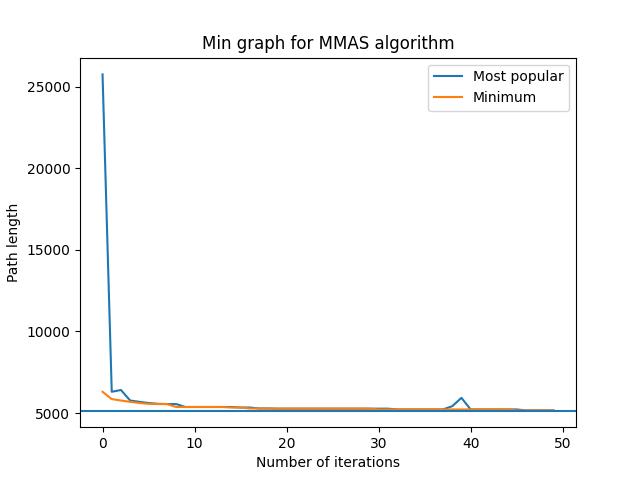 Min graph for MMAS algorithm
Most popular
Minimum
25000
20000
15000
10000
5000
Path length
0 10 20 30 40 50
Number of iterations